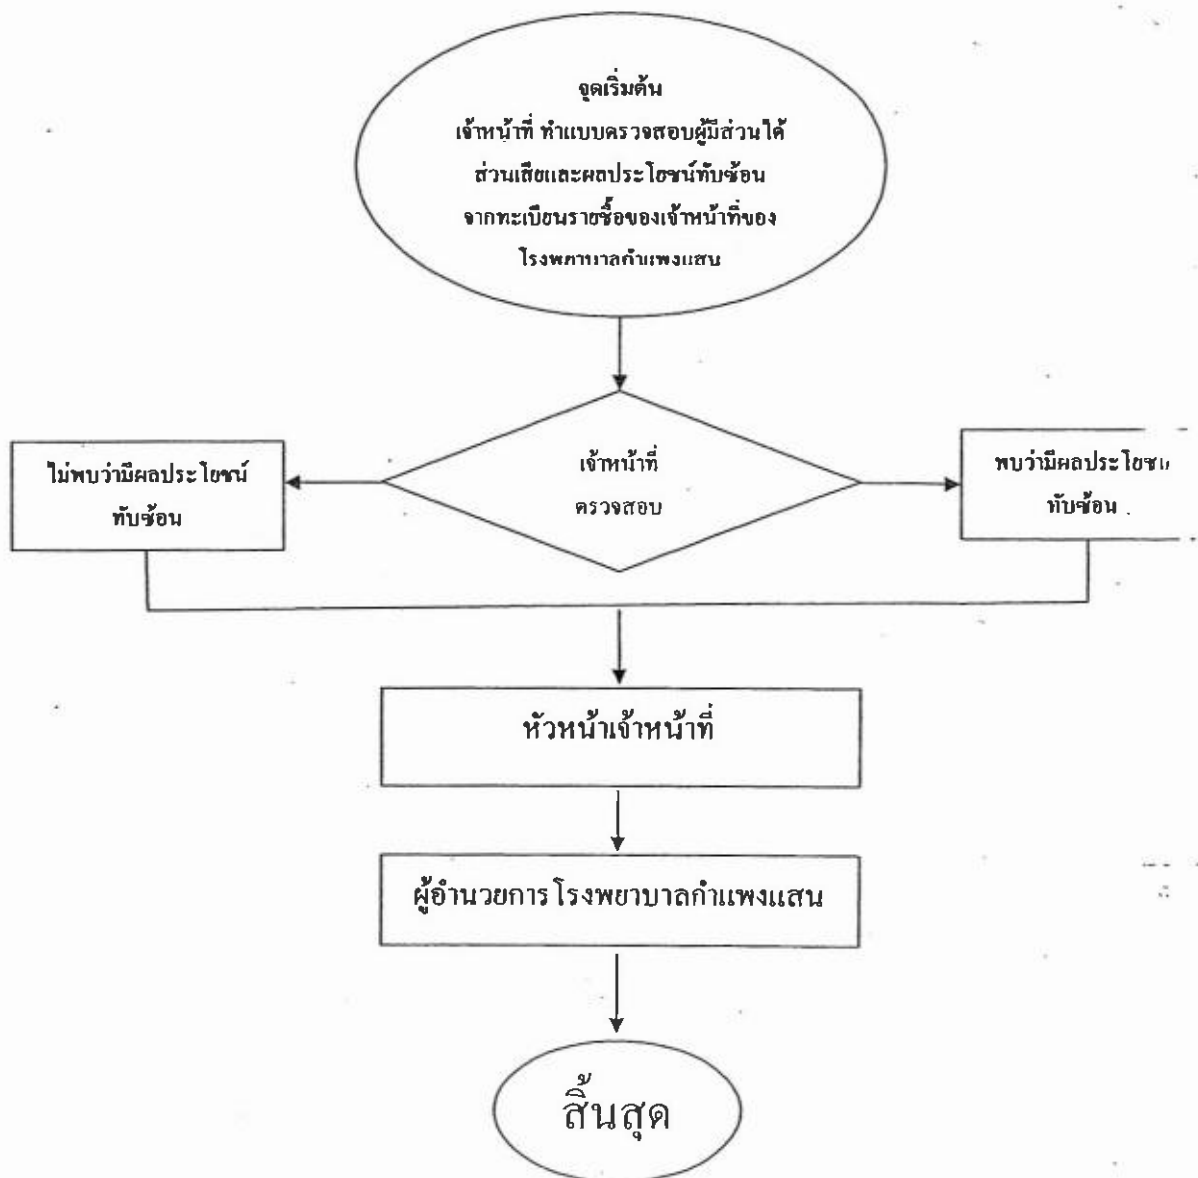 จุดเริ่มต้น
เจ้าหน้าที่ ทำแบบตรวจสอบผู้มีส่วนได้
ส่วนเสียและผลประโยชน์ทับซ้อน
จากทะเบียนรายชื่อของเจ้าหน้าที่ของ
โรงพยาบาลกำแพงแสน
เจ้าหน้าที่
ตรวจสอบ
ไม่พบว่ามีผลประโยชน์
ทับซ้อน
พบว่ามีผลประโยชน์
ทับซ้อน
หัวหน้าเจ้าหน้าที่
ผู้อำนวยการโรงพยาบาลกำแพงแสน
สิ้นสุด